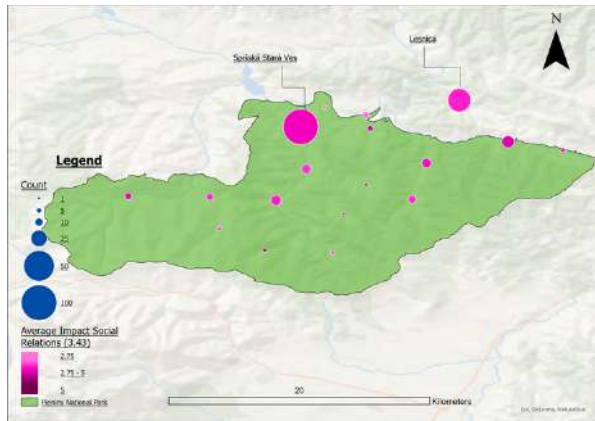 N
Lesnica
Spišská Stará Ves
Legend
Count
1
5
10
25
50
100
Average Impact Social
Relations (3.43)
2.75
2.75 - 5
5
Pieniny National Park
20
Kilometers